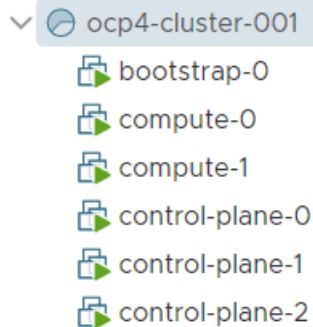 ocp4-cluster-001
bootstrap-0
compute-0
compute-1
control-plane-0
control-plane-1
control-plane-2